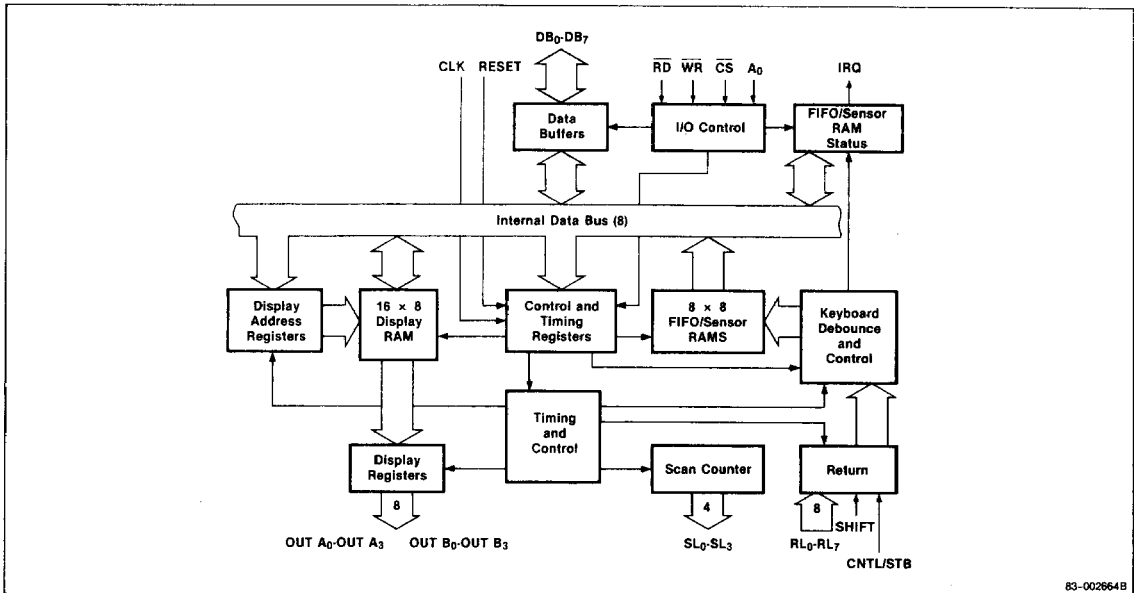 DB₀-DB₇
CLK RESET
R̅D̅ W̅R̅ C̅S̅ A₀
IRQ
Data
Buffers
I/O Control
FIFO/Sensor
RAM
Status
Internal Data Bus (8)
Display
Address
Registers
16 × 8
Display
RAM
Control and
Timing
Registers
8 × 8
FIFO/Sensor
RAMS
Keyboard
Debounce
and
Control
Timing
and
Control
Display
Registers
Scan Counter
Return
8
4
8
SHIFT
OUT A₀-OUT A₃ OUT B₀-OUT B₃
SL₀-SL₃
RL₀-RL₇
CNTL/STB
83-002664B